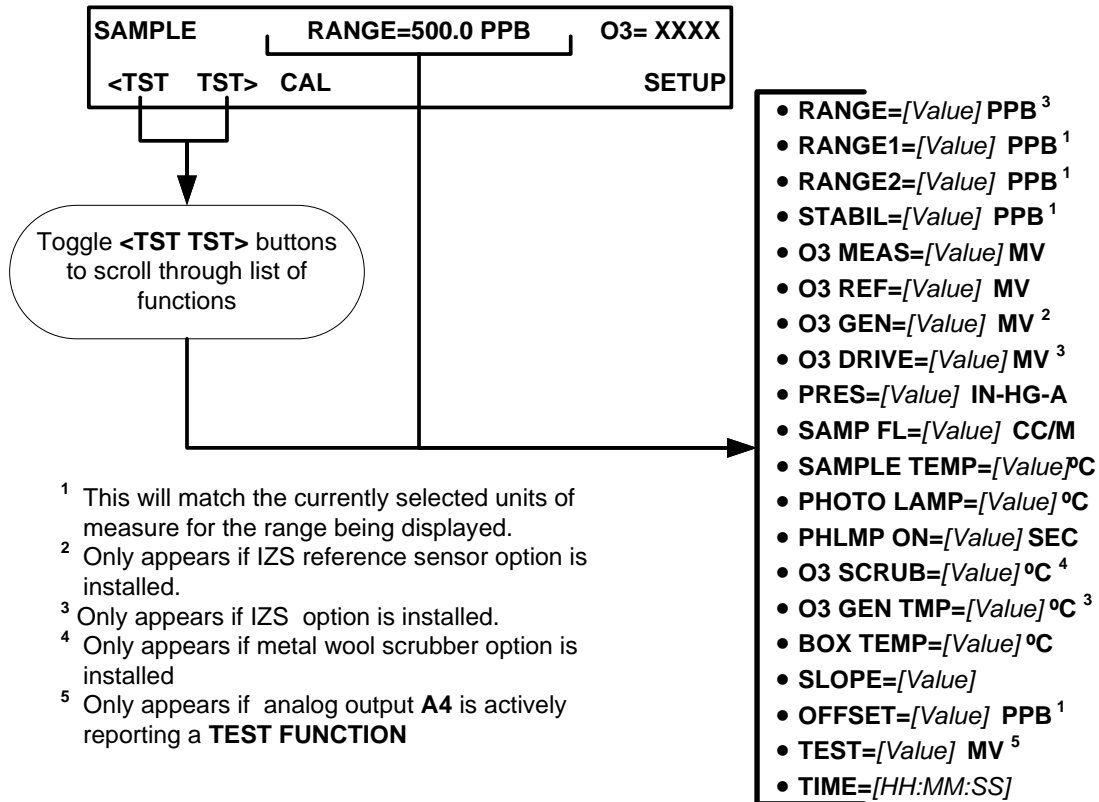 SAMPLE RANGE=500.0 PPB O3= XXXX
<TST TST> CAL SETUP
Toggle <TST TST> buttons
to scroll through list of
functions
• RANGE=[Value] PPB 3
• RANGE1=[Value] PPB 1
• RANGE2=[Value] PPB 1
• STABIL=[Value] PPB 1
• O3 MEAS=[Value] MV
• O3 REF=[Value] MV
• O3 GEN=[Value] MV 2
• O3 DRIVE=[Value] MV 3
• PRES=[Value] IN-HG-A
• SAMP FL=[Value] CC/M
• SAMPLE TEMP=[Value]ºC
• PHOTO LAMP=[Value] ºC
• PHLMP ON=[Value] SEC
• O3 SCRUB=[Value] ºC 4
• O3 GEN TMP=[Value] ºC 3
• BOX TEMP=[Value] ºC
• SLOPE=[Value]
• OFFSET=[Value] PPB 1
• TEST=[Value] MV 5
• TIME=[HH:MM:SS]
1 This will match the currently selected units of
measure for the range being displayed.
2 Only appears if IZS reference sensor option is
installed.
3 Only appears if IZS option is installed.
4 Only appears if metal wool scrubber option is
installed
5 Only appears if analog output A4 is actively
reporting a TEST FUNCTION